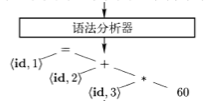 语法分析器
=
⟨id, 1⟩ +
⟨id, 2⟩ *
⟨id, 3⟩ 60